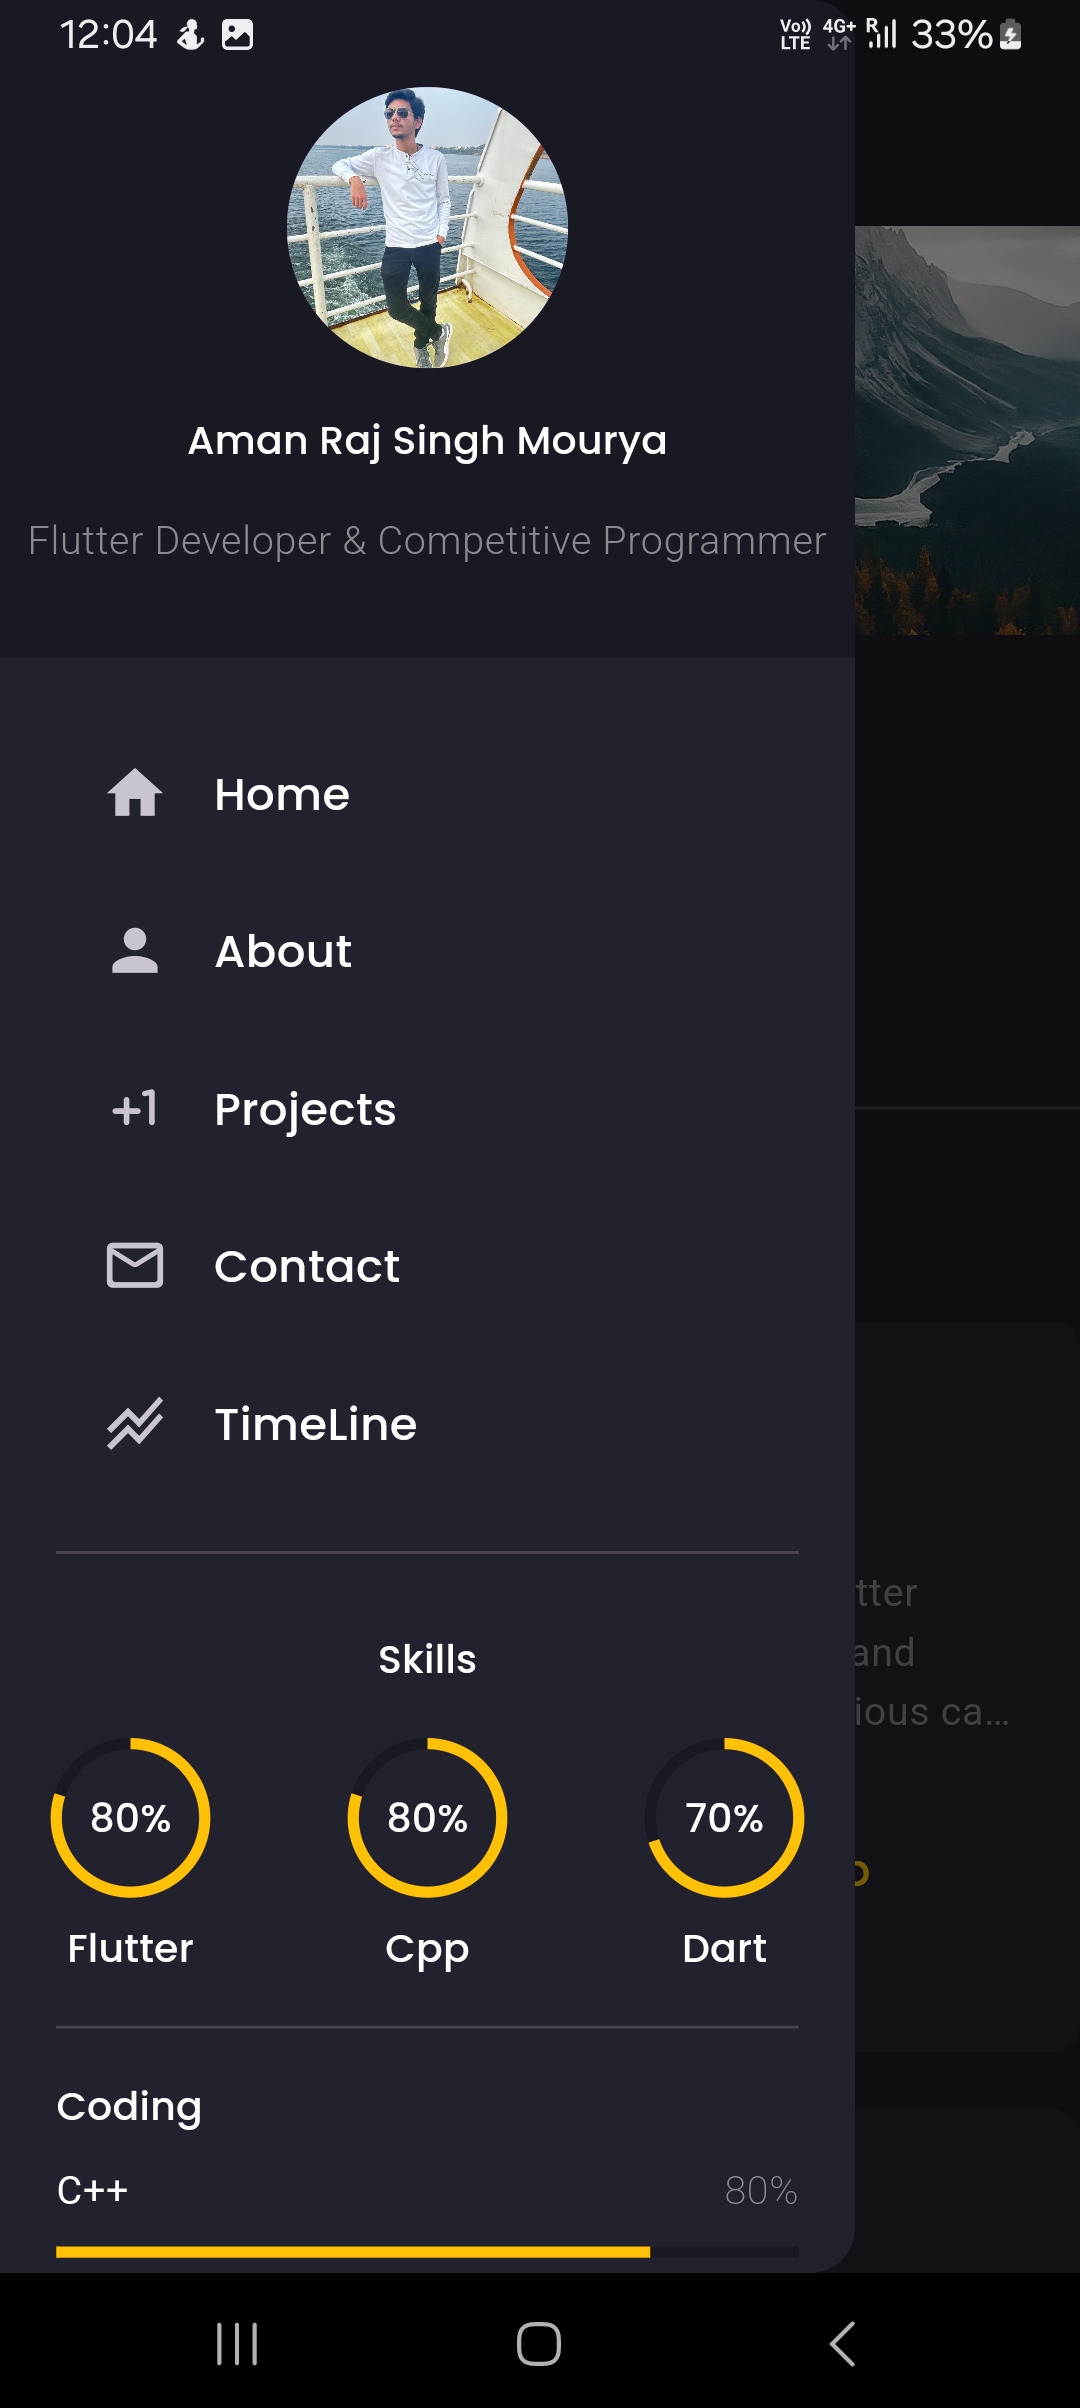 12:04
Vo)) LTE 4G+ R 33%
Aman Raj Singh Mourya
Flutter Developer & Competitive Programmer
Home
About
+1 Projects
Contact
TimeLine
tter
and
ious ca...
Skills
80% 80% 70%
Flutter Cpp Dart
Coding
C++ 80%